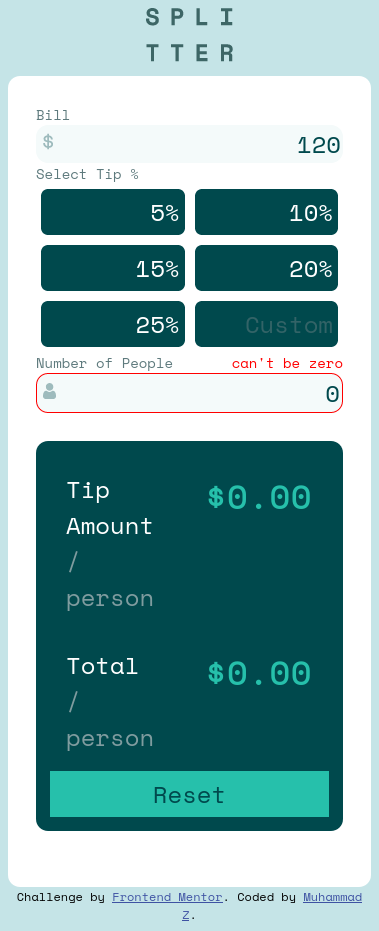 SPLI
TTER
Bill
$ 120
Select Tip %
5% 10%
15% 20%
25% Custom
Number of People can't be zero
0
Tip $0.00
Amount
/
person
Total $0.00
/
person
Reset
Challenge by Frontend Mentor. Coded by Muhammad
Z.